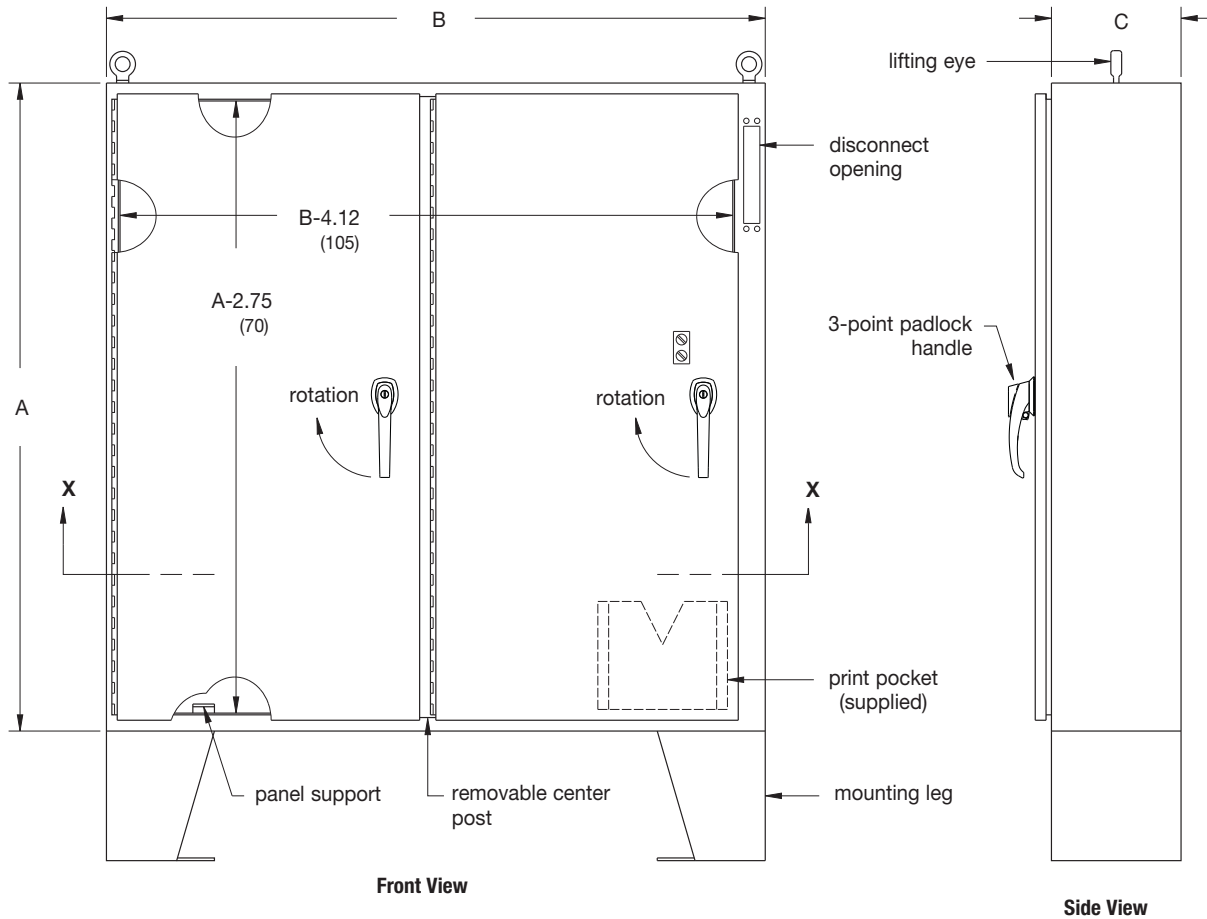 B
C
lifting eye
disconnect
opening
B-4.12
(105)
A-2.75
(70)
3-point padlock
handle
A
rotation
rotation
X
X
print pocket
(supplied)
panel support
removable center
post
mounting leg
Front View
Side View